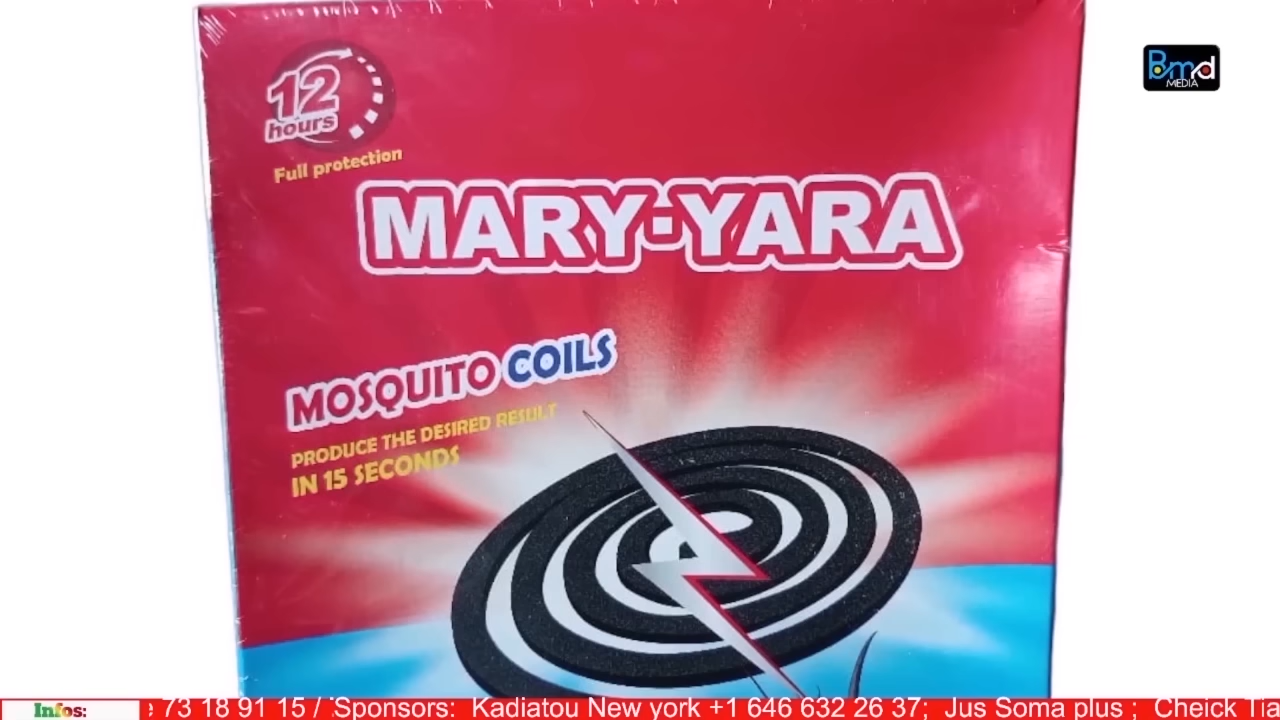 12
hours
Full protection
Bmd
MEDIA
MARY·YARA
MOSQUITO COILS
PRODUCE THE DESIRED RESULT
IN 15 SECONDS
Infos: 73 18 91 15 / 'Sponsors: Kadiatou New york +1 646 632 26 37; Jus Soma plus ; Cheick